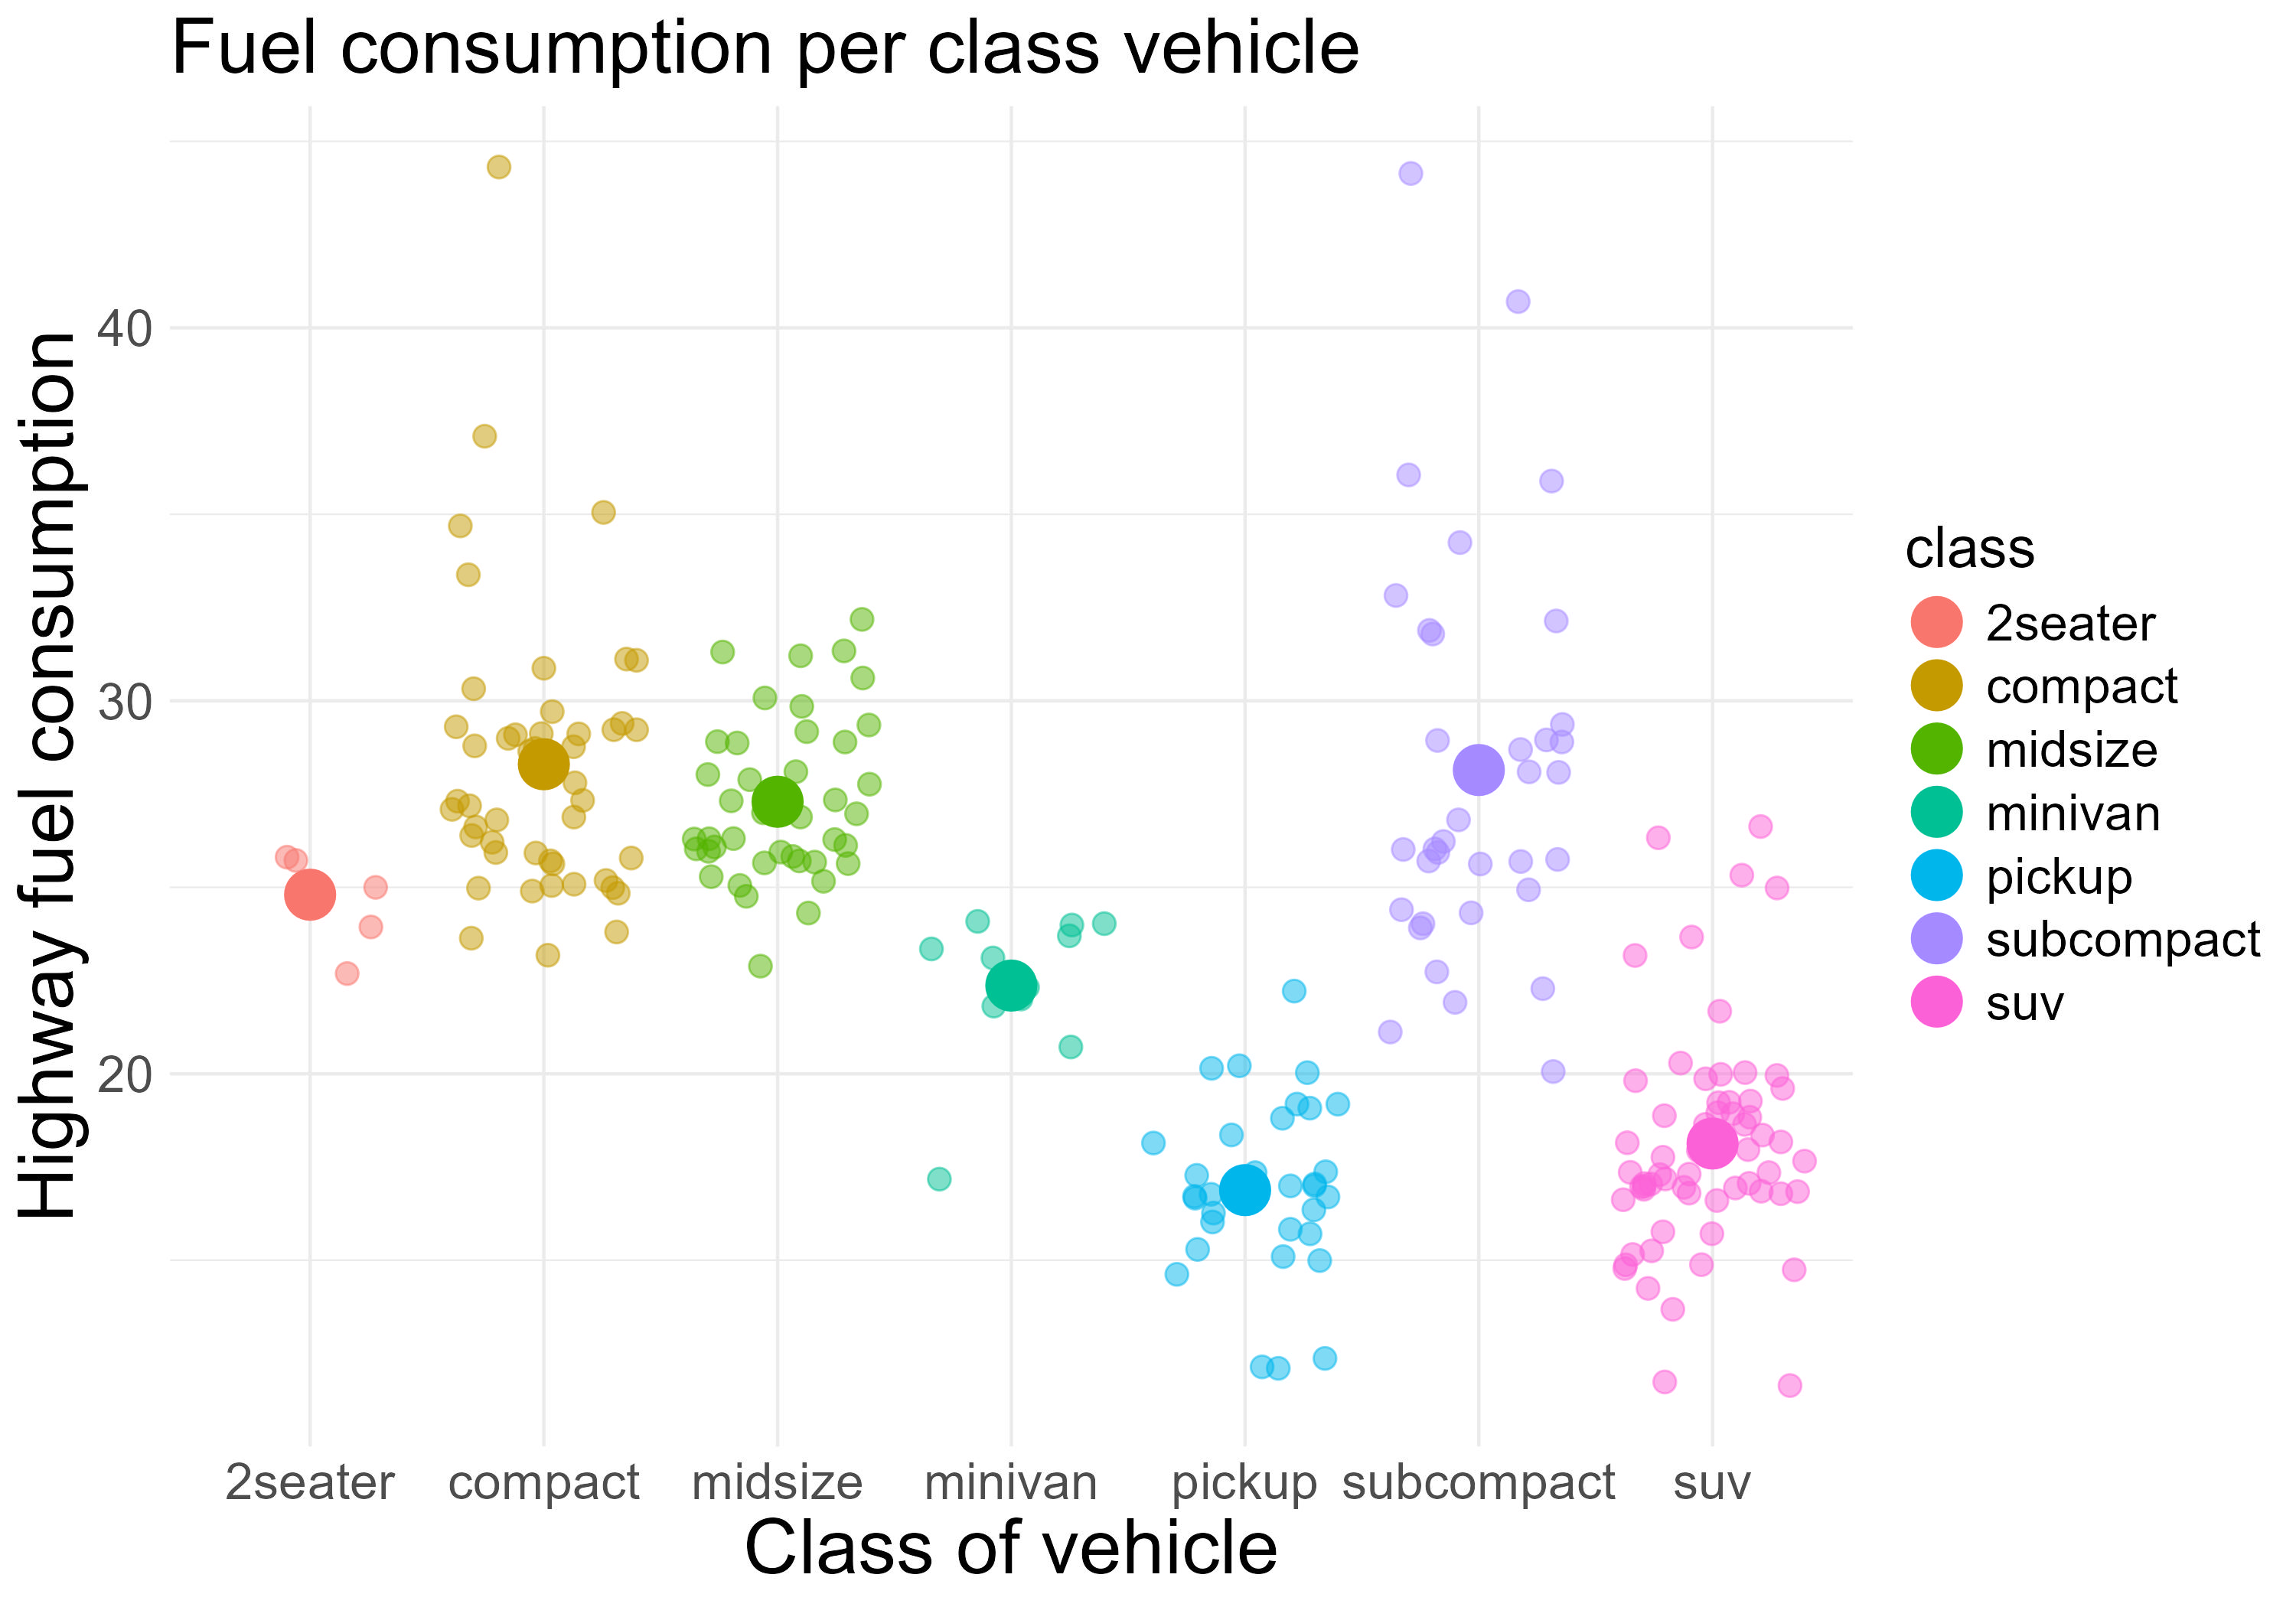 Fuel consumption per class vehicle
Highway fuel consumption
40
30
20
2seater compact midsize minivan pickup subcompact suv
Class of vehicle
class
2seater
compact
midsize
minivan
pickup
subcompact
suv